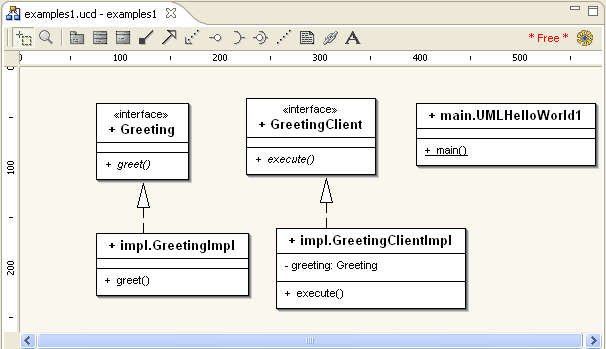 examples1.ucd - examples1
* Free *
0 100 200 300 400 500
0
100
200
«interface»
+ Greeting
+ greet()
«interface»
+ GreetingClient
+ execute()
+ main.UMLHelloWorld1
+ main()
+ impl.GreetingImpl
+ greet()
+ impl.GreetingClientImpl
- greeting: Greeting
+ execute()